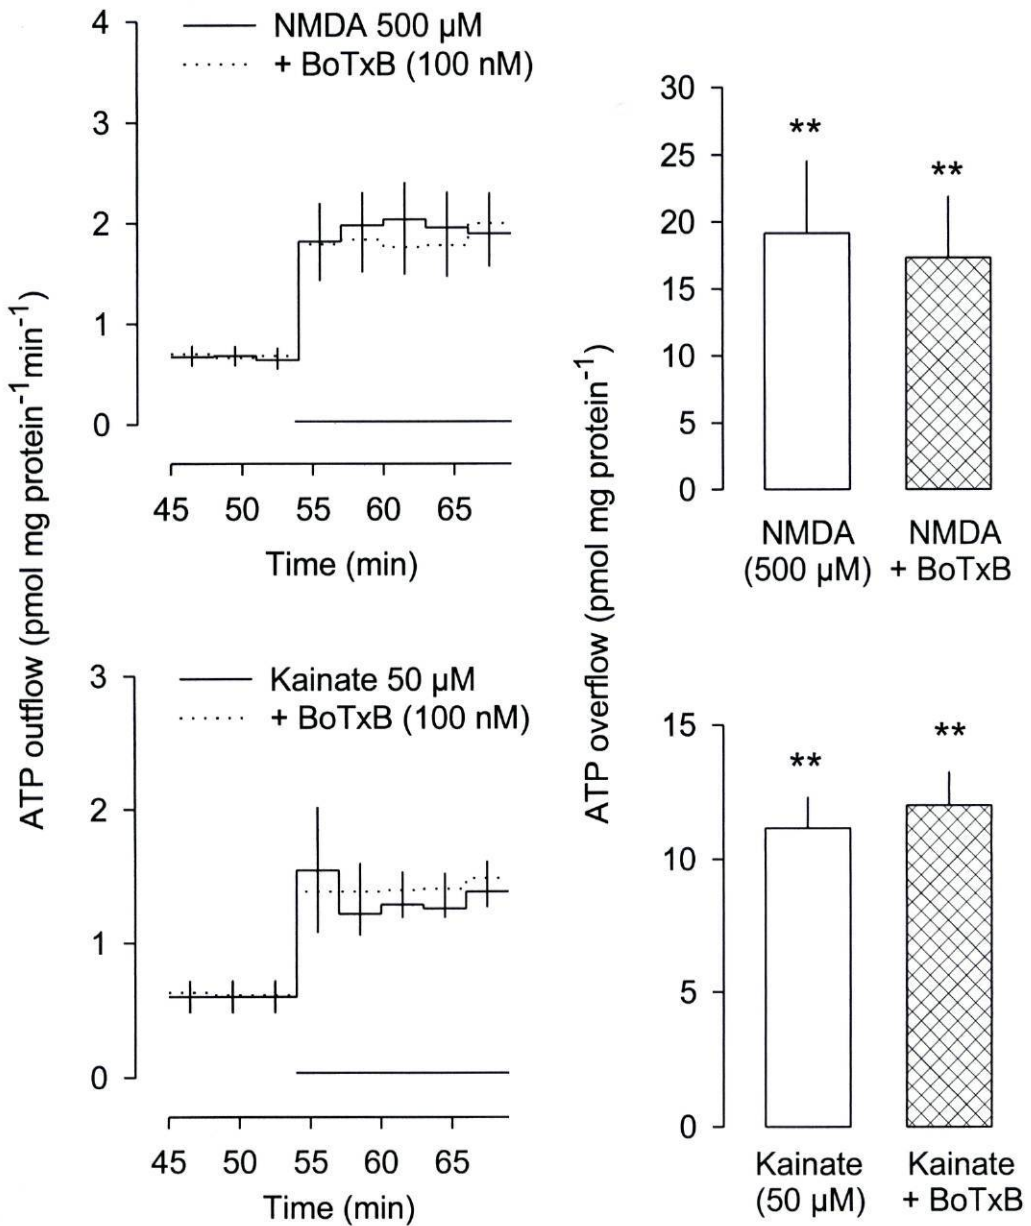 ATP outflow (pmol mg protein⁻¹min⁻¹)
4
3
2
1
0
NMDA 500 µM
+ BoTxB (100 nM)
45 50 55 60 65
Time (min)
3
2
1
0
Kainate 50 µM
+ BoTxB (100 nM)
45 50 55 60 65
Time (min)
ATP overflow (pmol mg protein⁻¹)
30
25
20
15
10
5
0
** **
NMDA NMDA
(500 µM) + BoTxB
15
10
5
0
** **
Kainate Kainate
(50 µM) + BoTxB